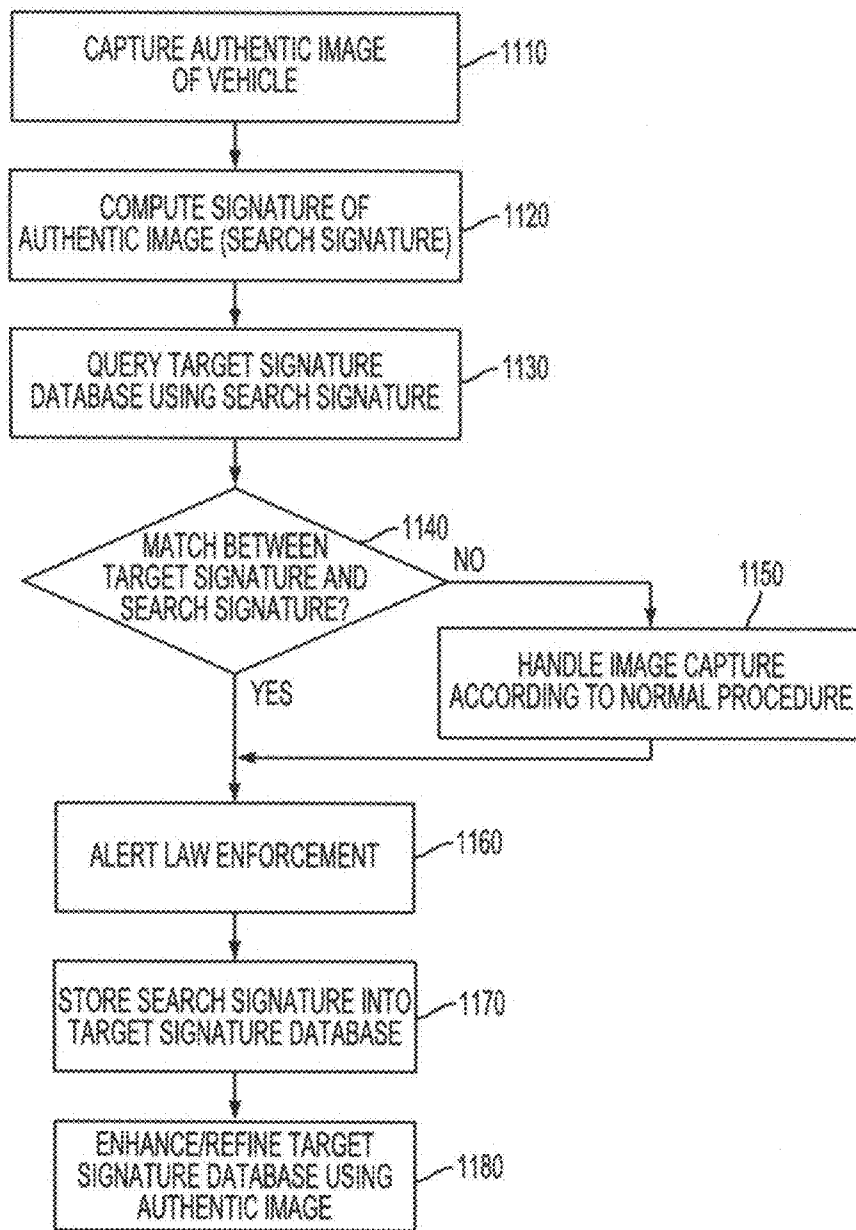 CAPTURE AUTHENTIC IMAGE
OF VEHICLE
1110
COMPUTE SIGNATURE OF
AUTHENTIC IMAGE (SEARCH SIGNATURE)
1120
QUERY TARGET SIGNATURE
DATABASE USING SEARCH SIGNATURE
1130
MATCH BETWEEN
TARGET SIGNATURE AND
SEARCH SIGNATURE?
1140
NO
YES
1150
HANDLE IMAGE CAPTURE
ACCORDING TO NORMAL PROCEDURE
ALERT LAW ENFORCEMENT
1160
STORE SEARCH SIGNATURE INTO
TARGET SIGNATURE DATABASE
1170
ENHANCE/REFINE TARGET
SIGNATURE DATABASE USING
AUTHENTIC IMAGE
1180